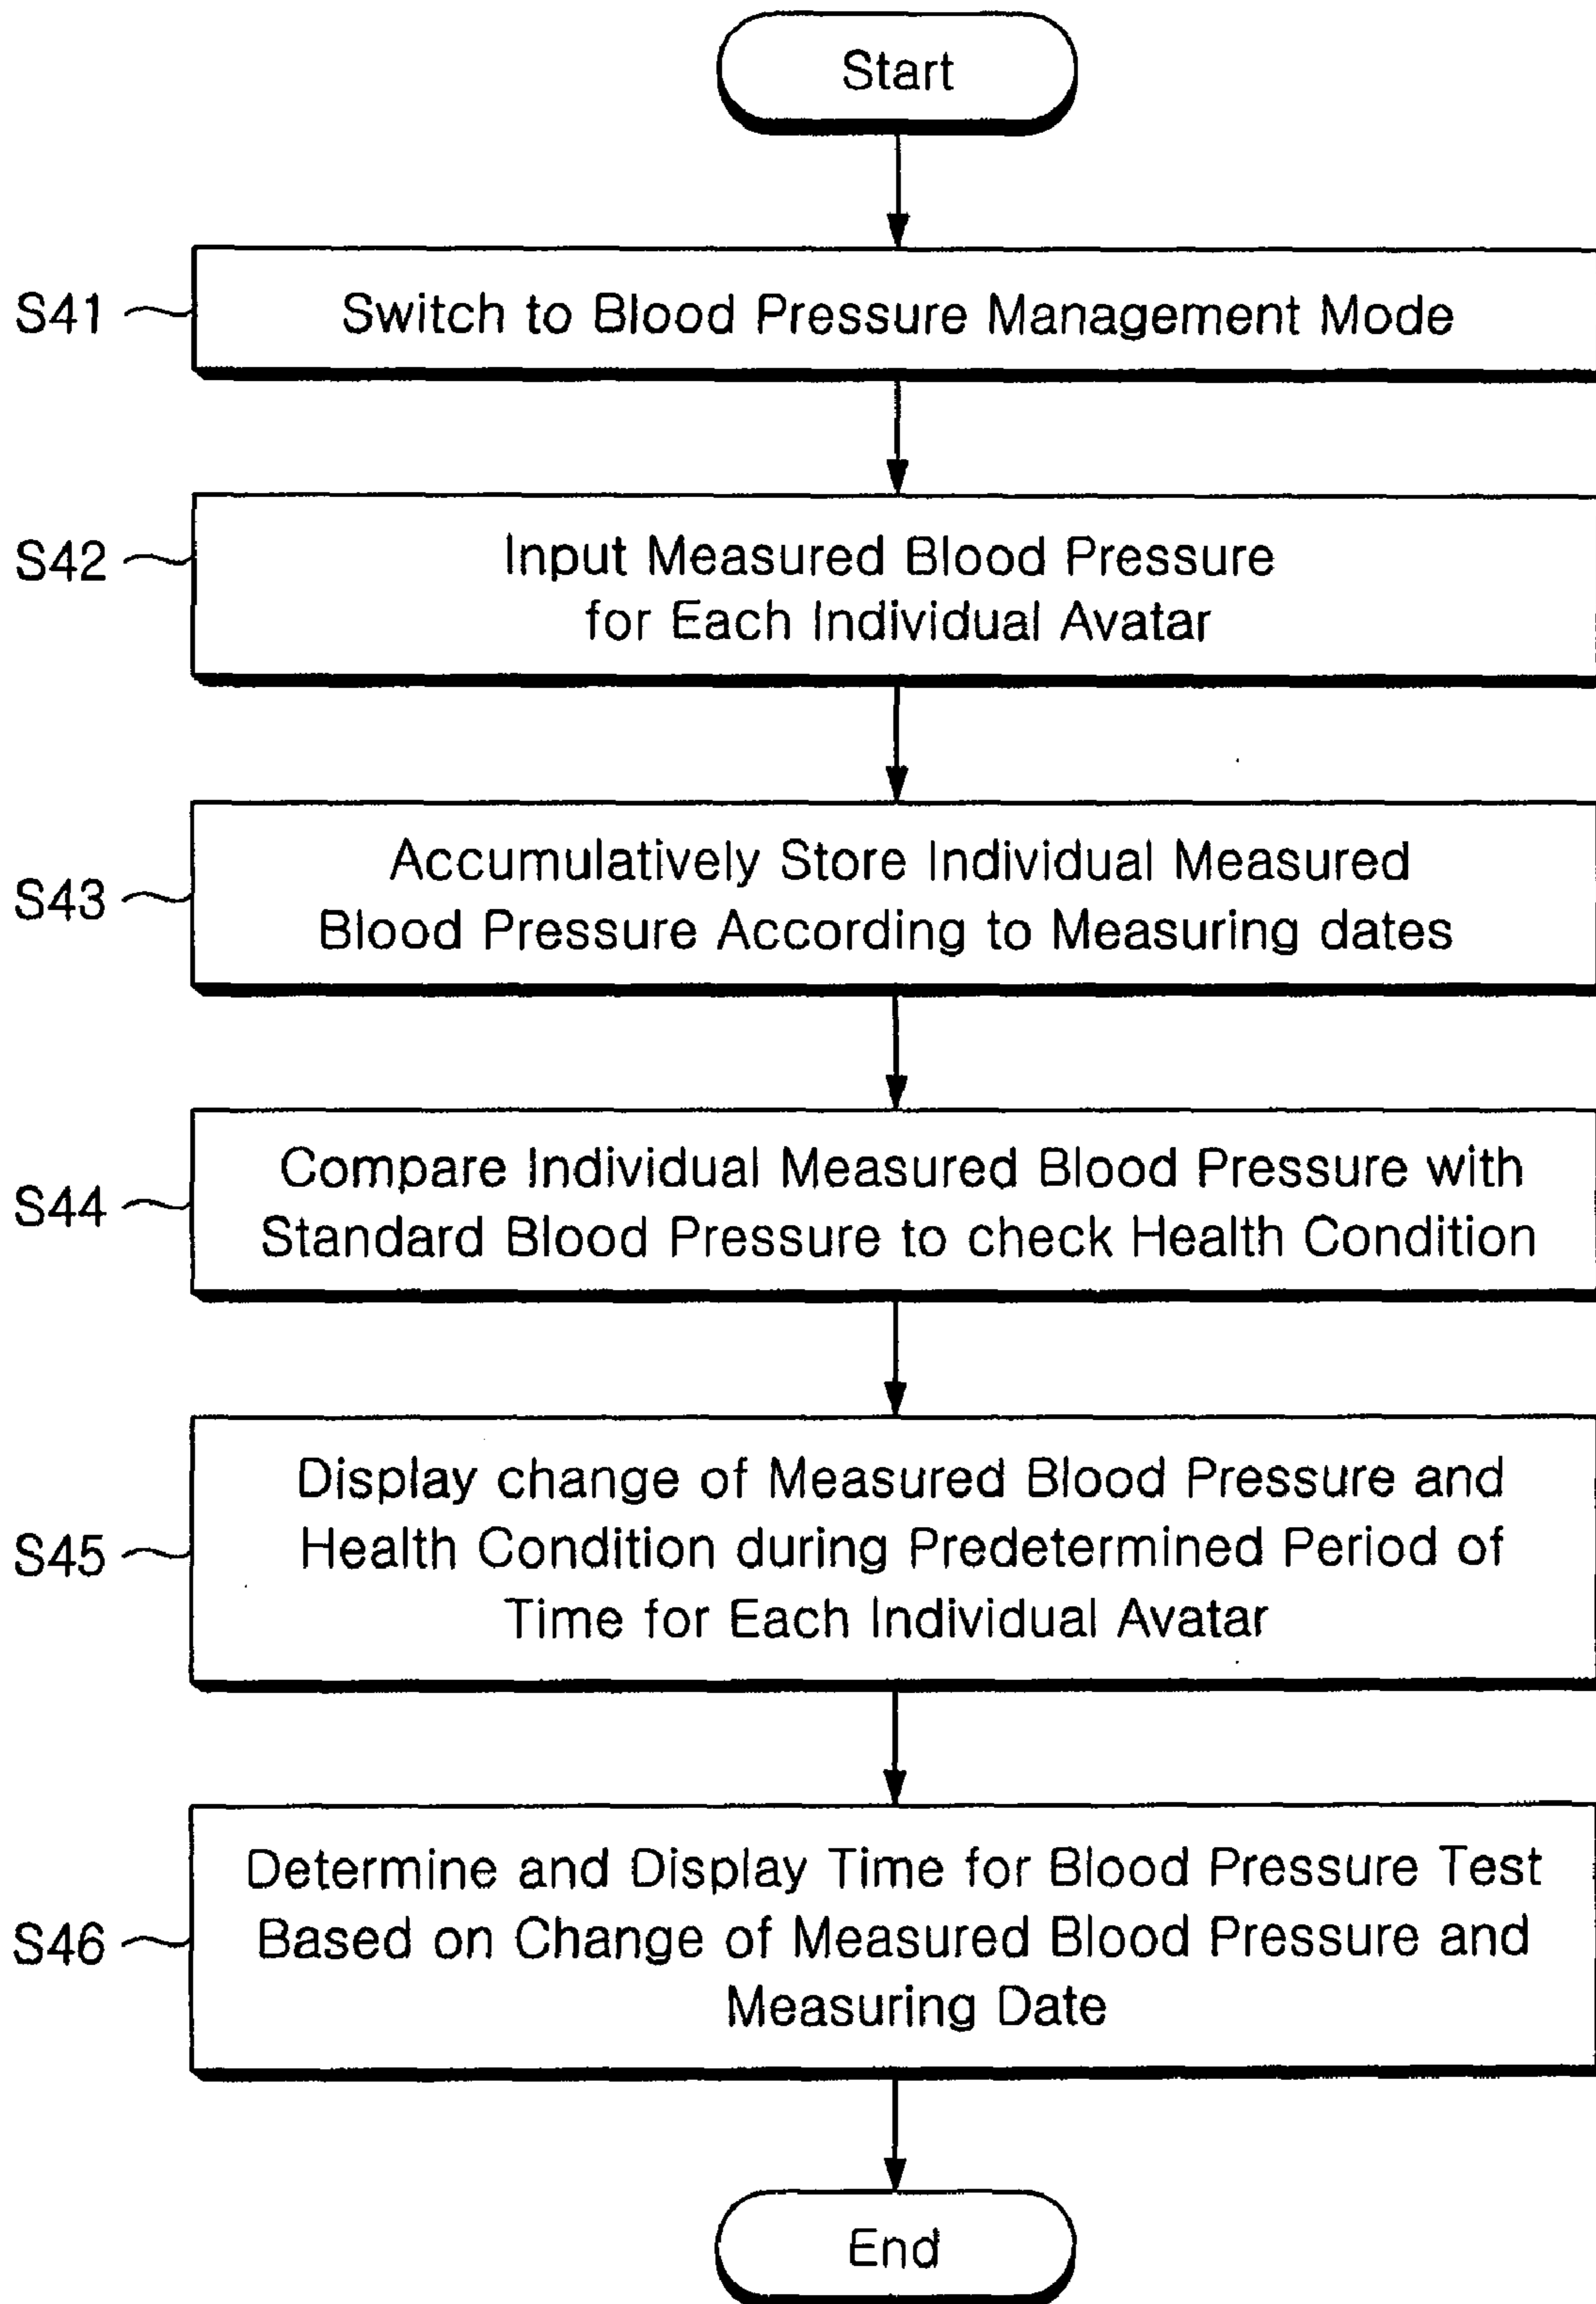 Start
S41
Switch to Blood Pressure Management Mode
S42
Input Measured Blood Pressure
for Each Individual Avatar
S43
Accumulatively Store Individual Measured
Blood Pressure According to Measuring dates
S44
Compare Individual Measured Blood Pressure with
Standard Blood Pressure to check Health Condition
S45
Display change of Measured Blood Pressure and
Health Condition during Predetermined Period of
Time for Each Individual Avatar
S46
Determine and Display Time for Blood Pressure Test
Based on Change of Measured Blood Pressure and
Measuring Date
End